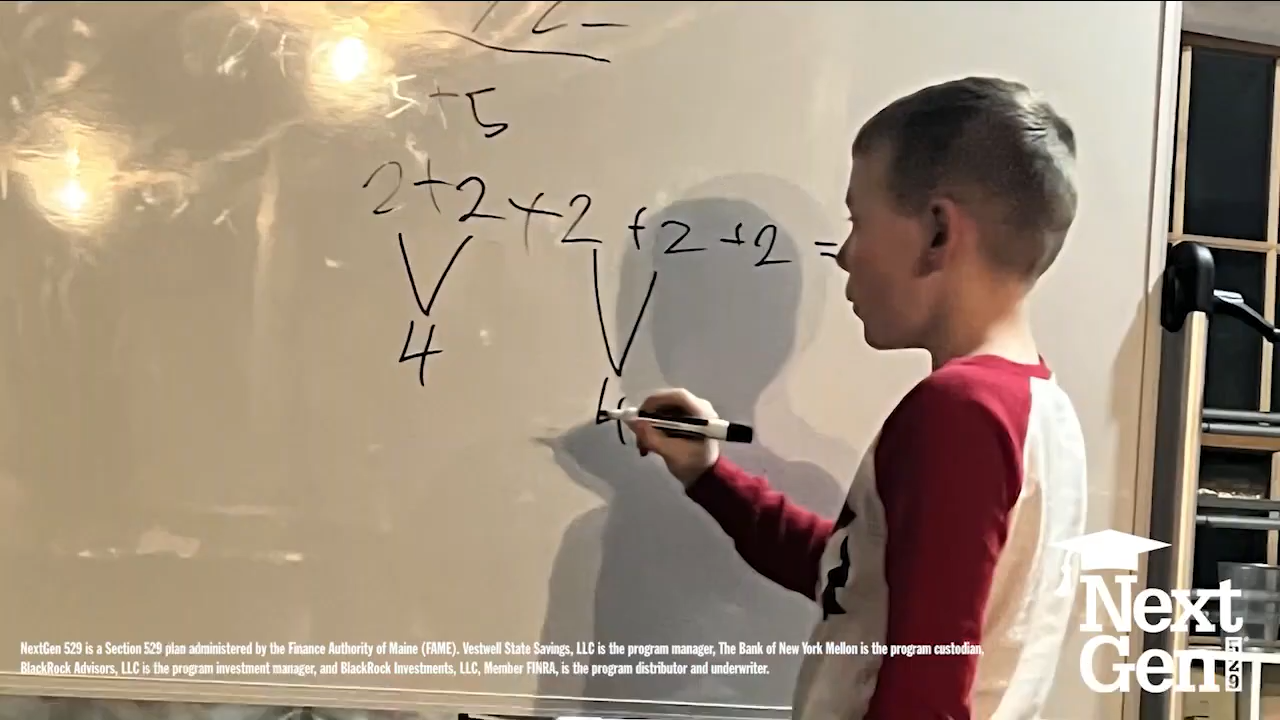 5+5
2+2+2+2+2=
4
4
NextGen 529 is a Section 529 plan administered by the Finance Authority of Maine (FAME). Vestwell State Savings, LLC is the program manager, The Bank of New York Mellon is the program custodian,
BlackRock Advisors, LLC is the program investment manager, and BlackRock Investments, LLC, Member FINRA, is the program distributor and underwriter.
Next
Gen 529